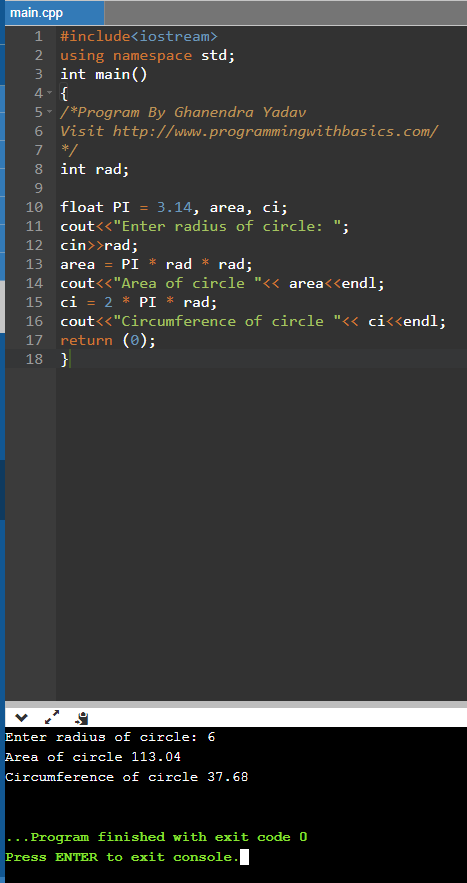 main.cpp
1 #include<iostream>
2 using namespace std;
3 int main()
4 {
5 /*Program By Ghanendra Yadav
6 Visit http://www.programmingwithbasics.com/
7 */
8 int rad;
9
10 float PI = 3.14, area, ci;
11 cout<<"Enter radius of circle: ";
12 cin>>rad;
13 area = PI * rad * rad;
14 cout<<"Area of circle "<< area<<endl;
15 ci = 2 * PI * rad;
16 cout<<"Circumference of circle "<< ci<<endl;
17 return (0);
18 }
Enter radius of circle: 6
Area of circle 113.04
Circumference of circle 37.68
...Program finished with exit code 0
Press ENTER to exit console.